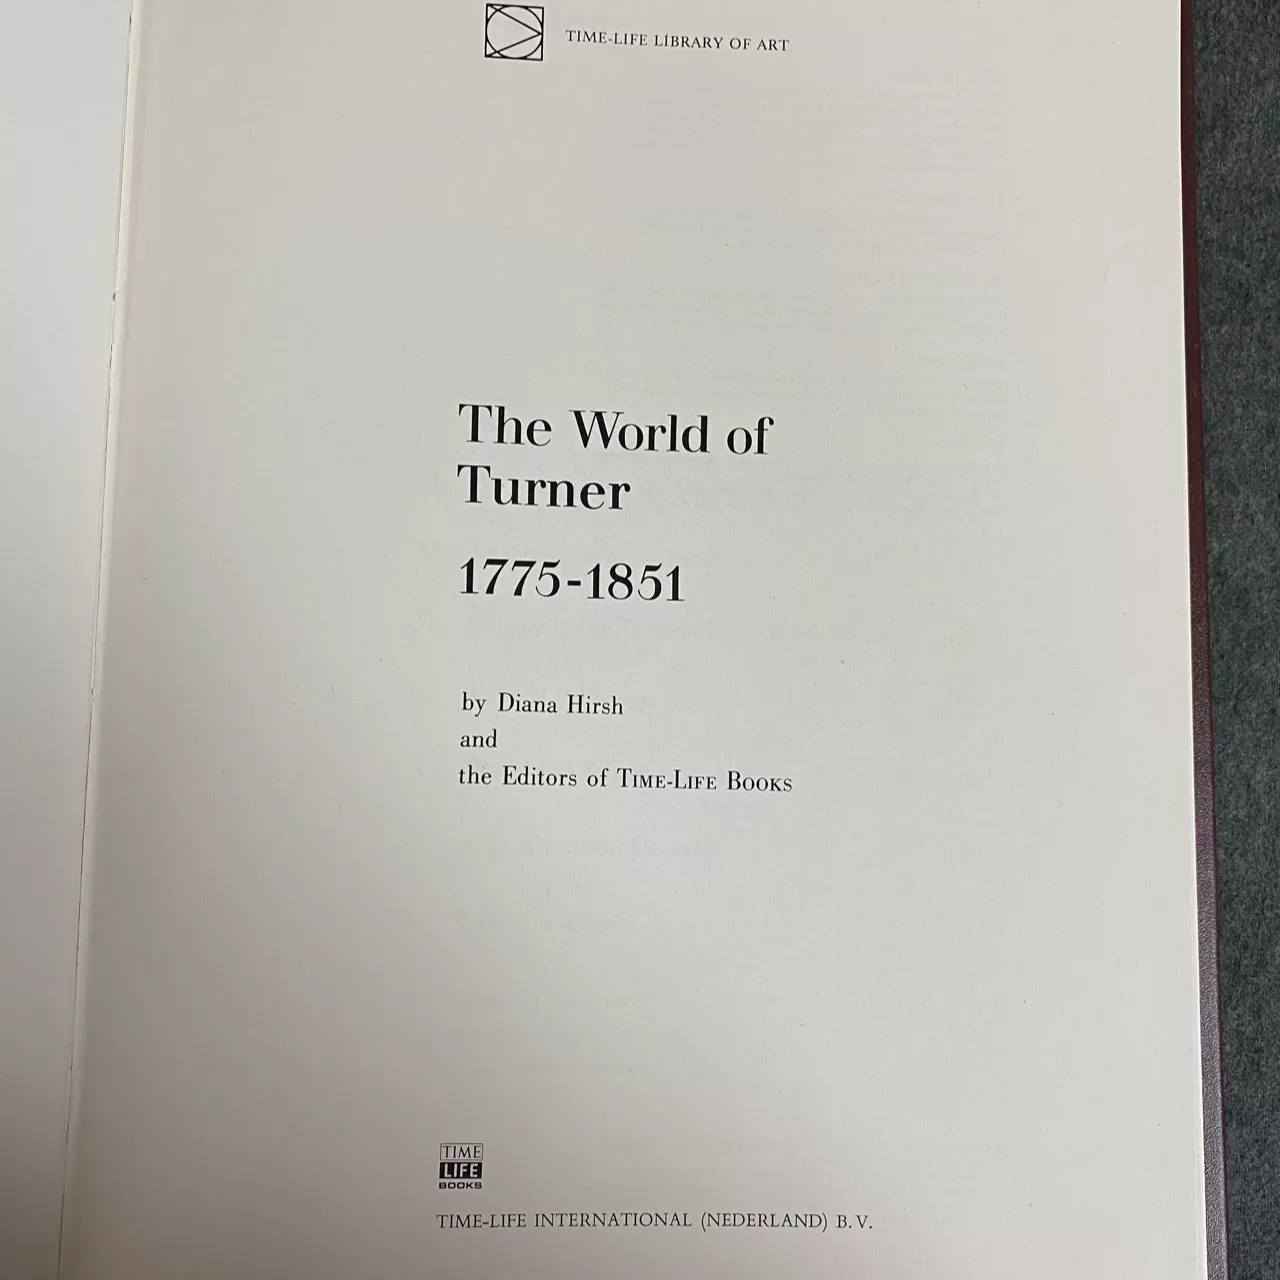 TIME-LIFE LIBRARY OF ART
The World of
Turner
1775-1851
by Diana Hirsh
and
the Editors of TIME-LIFE BOOKS
TIME
LIFE
BOOKS
TIME-LIFE INTERNATIONAL (NEDERLAND) B.V.